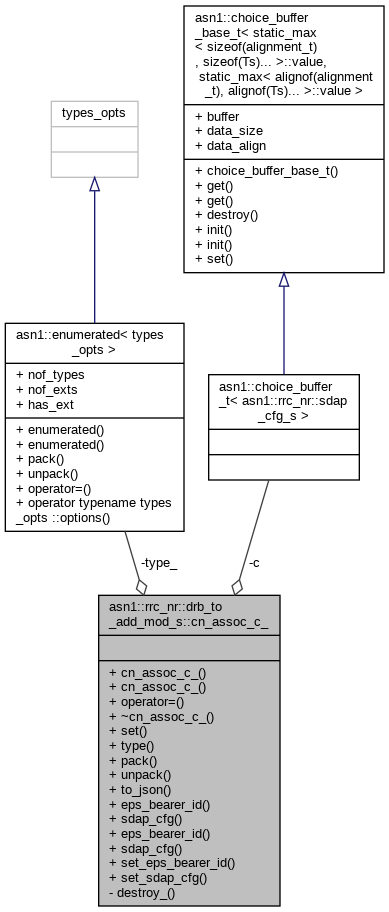 asn1::choice_buffer
_base_t< static_max
< sizeof(alignment_t)
, sizeof(Ts)... >::value,
static_max< alignof(alignment
_t), alignof(Ts)... >::value >
+ buffer
+ data_size
+ data_align
+ choice_buffer_base_t()
+ get()
+ get()
+ destroy()
+ init()
+ init()
+ set()
types_opts
asn1::enumerated< types
_opts >
+ nof_types
+ nof_exts
+ has_ext
+ enumerated()
+ enumerated()
+ pack()
+ unpack()
+ operator=()
+ operator typename types
_opts ::options()
asn1::choice_buffer
_t< asn1::rrc_nr::sdap
_cfg_s >
-type_
-c
asn1::rrc_nr::drb_to
_add_mod_s::cn_assoc_c_
+ cn_assoc_c_()
+ cn_assoc_c_()
+ operator=()
+ ~cn_assoc_c_()
+ set()
+ type()
+ pack()
+ unpack()
+ to_json()
+ eps_bearer_id()
+ sdap_cfg()
+ eps_bearer_id()
+ sdap_cfg()
+ set_eps_bearer_id()
+ set_sdap_cfg()
- destroy_()